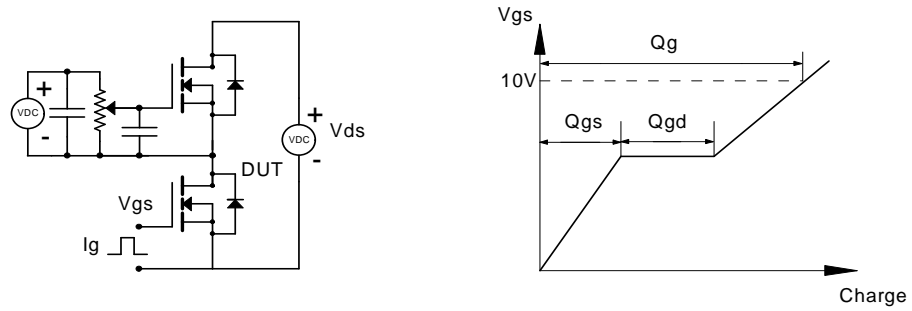 VDC
+
-
+
VDC
-
Vds
DUT
Vgs
Ig
Vgs
Qg
10V
Qgs
Qgd
Charge